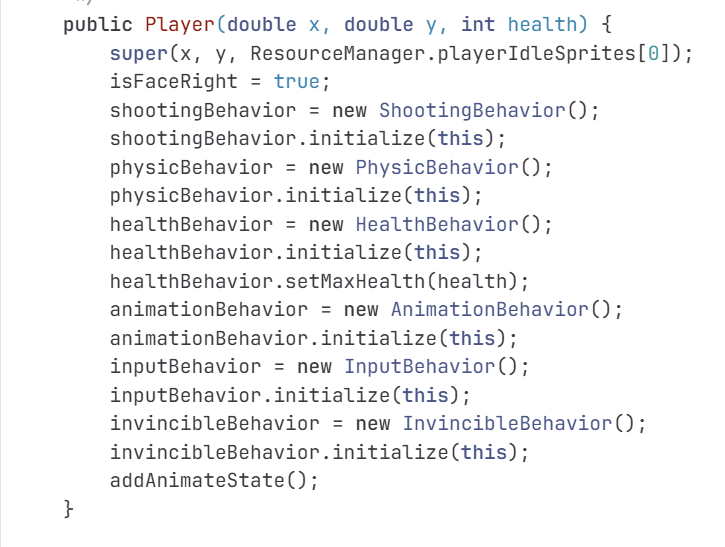 */
public Player(double x, double y, int health) {
super(x, y, ResourceManager.playerIdleSprites[0]);
isFaceRight = true;
shootingBehavior = new ShootingBehavior();
shootingBehavior.initialize(this);
physicBehavior = new PhysicBehavior();
physicBehavior.initialize(this);
healthBehavior = new HealthBehavior();
healthBehavior.initialize(this);
healthBehavior.setMaxHealth(health);
animationBehavior = new AnimationBehavior();
animationBehavior.initialize(this);
inputBehavior = new InputBehavior();
inputBehavior.initialize(this);
invincibleBehavior = new InvincibleBehavior();
invincibleBehavior.initialize(this);
addAnimateState();
}